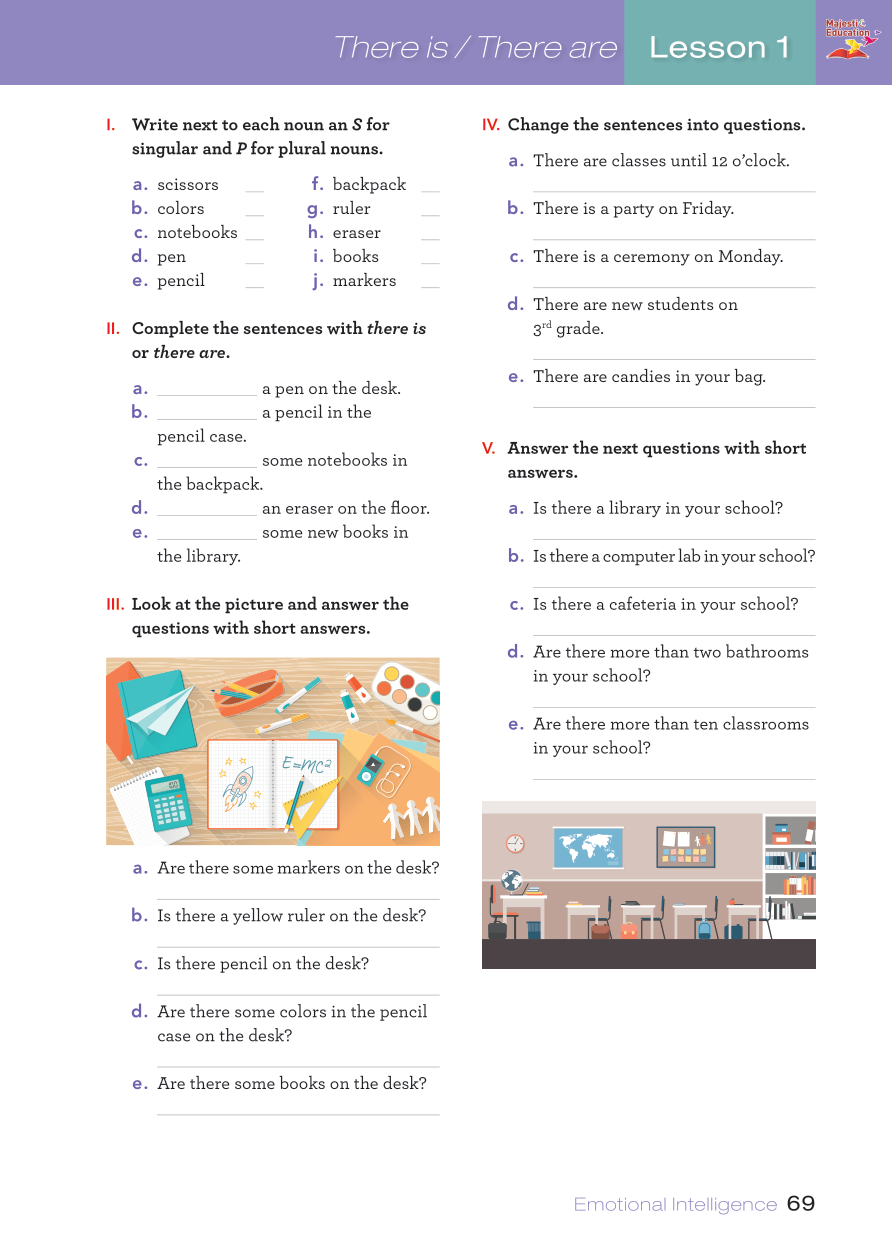 There is / There are
Lesson 1
Majestic
Education
I. Write next to each noun an S for
singular and P for plural nouns.
a. scissors __
b. colors __
c. notebooks __
d. pen __
e. pencil __
f. backpack __
g. ruler __
h. eraser __
i. books __
j. markers __
II. Complete the sentences with there is
or there are.
a. ___________ a pen on the desk.
b. ___________ a pencil in the
pencil case.
c. ___________ some notebooks in
the backpack.
d. ___________ an eraser on the floor.
e. ___________ some new books in
the library.
III. Look at the picture and answer the
questions with short answers.
E=mc²
a. Are there some markers on the desk?
b. Is there a yellow ruler on the desk?
c. Is there pencil on the desk?
d. Are there some colors in the pencil
case on the desk?
e. Are there some books on the desk?
IV. Change the sentences into questions.
a. There are classes until 12 o’clock.
b. There is a party on Friday.
c. There is a ceremony on Monday.
d. There are new students on
3rd grade.
e. There are candies in your bag.
V. Answer the next questions with short
answers.
a. Is there a library in your school?
b. Is there a computer lab in your school?
c. Is there a cafeteria in your school?
d. Are there more than two bathrooms
in your school?
e. Are there more than ten classrooms
in your school?
Emotional Intelligence 69